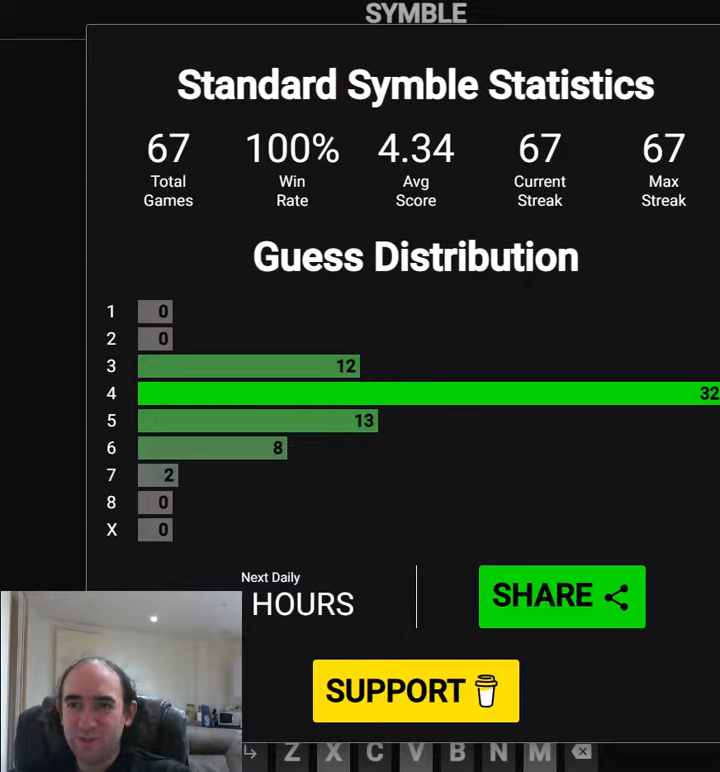 SYMBLE
Standard Symble Statistics
67 100% 4.34 67 67
Total Games Win Rate Avg Score Current Streak Max Streak
Guess Distribution
1 0
2 0
3 12
4 32
5 13
6 8
7 2
8 0
X 0
Next Daily
HOURS
SHARE
SUPPORT
Z X C V B N M